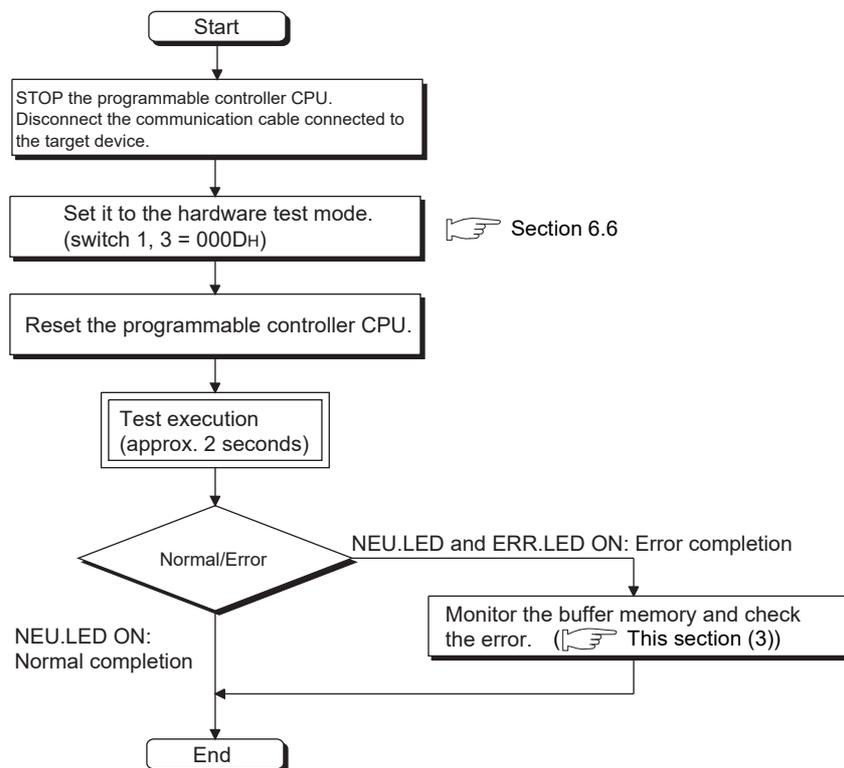 Start
STOP the programmable controller CPU.
Disconnect the communication cable connected to
the target device.
Set it to the hardware test mode.
(switch 1, 3 = 000DH)
Section 6.6
Reset the programmable controller CPU.
Test execution
(approx. 2 seconds)
Normal/Error
NEU.LED and ERR.LED ON: Error completion
Monitor the buffer memory and check
the error. ( This section (3))
NEU.LED ON:
Normal completion
End